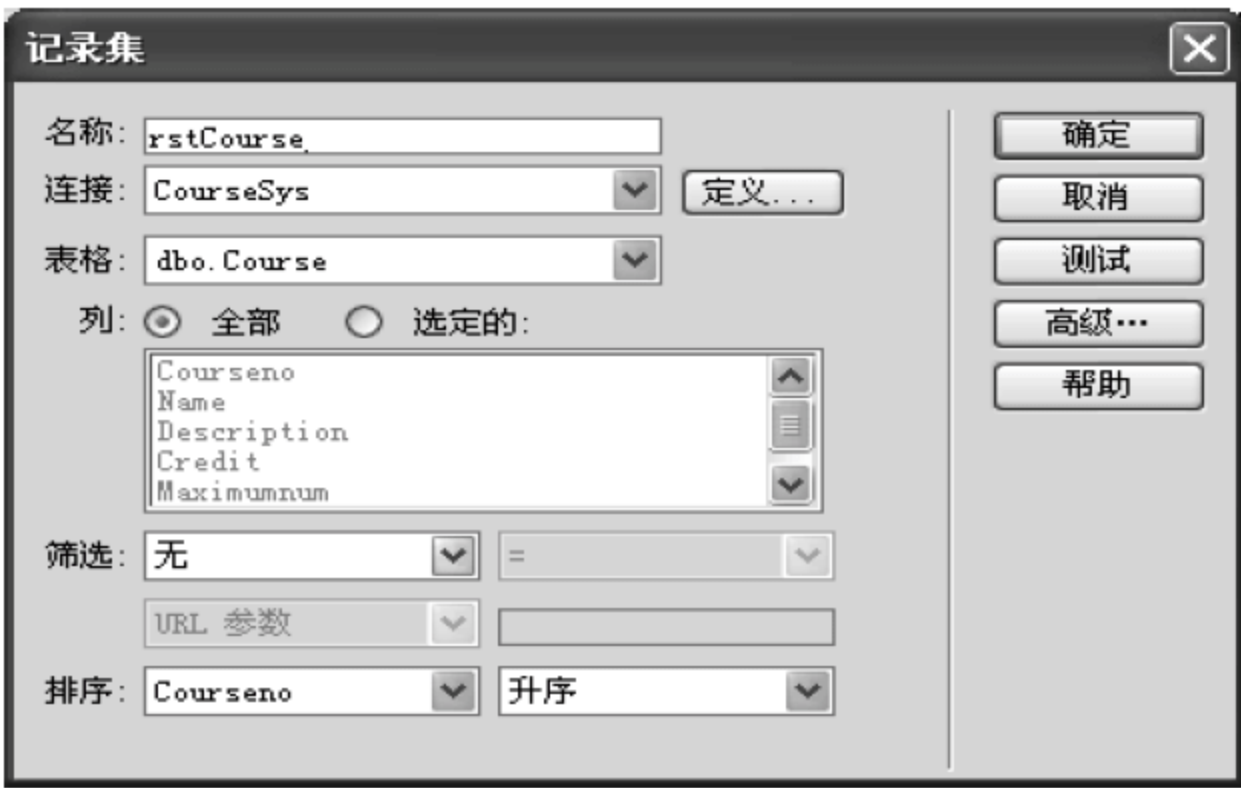 记录集
名称: rstCourse
确定
连接: CourseSys 定义...
取消
表格: dbo.Course
测试
列: 全部 选定的:
高级…
Courseno
Name
Description
Credit
Maximumnum
帮助
筛选: 无 =
URL 参数
排序: Courseno 升序